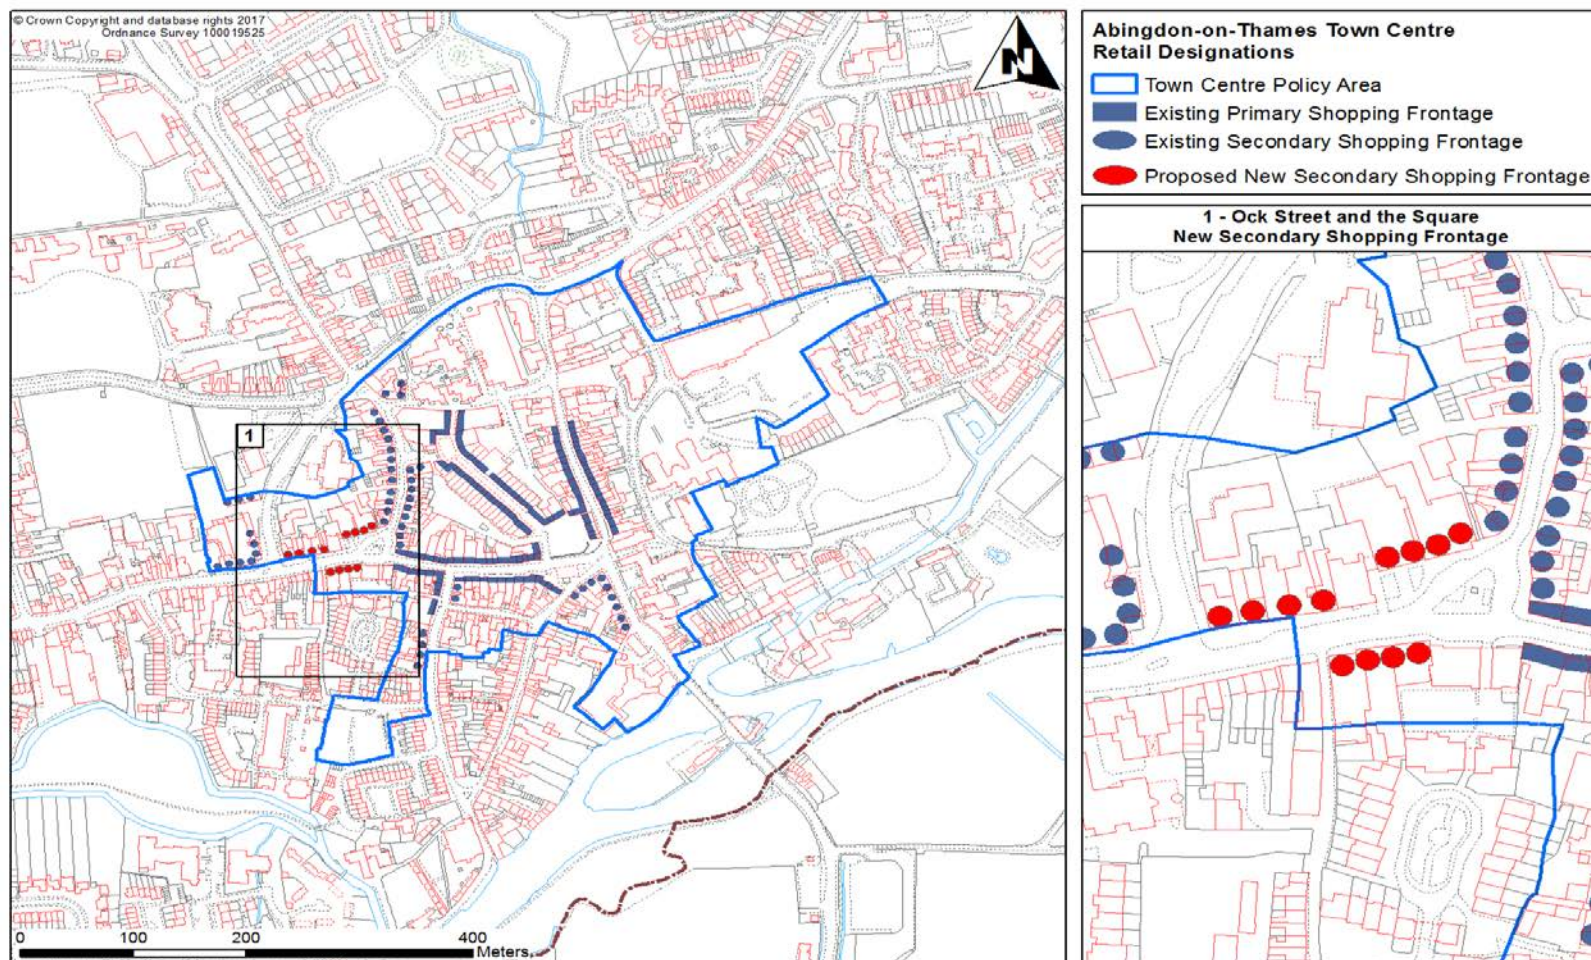 © Crown Copyright and database rights 2017
Ordnance Survey 100019525
N
1
0 100 200 400
Meters
Abingdon-on-Thames Town Centre
Retail Designations
Town Centre Policy Area
Existing Primary Shopping Frontage
Existing Secondary Shopping Frontage
Proposed New Secondary Shopping Frontage
1 - Ock Street and the Square
New Secondary Shopping Frontage